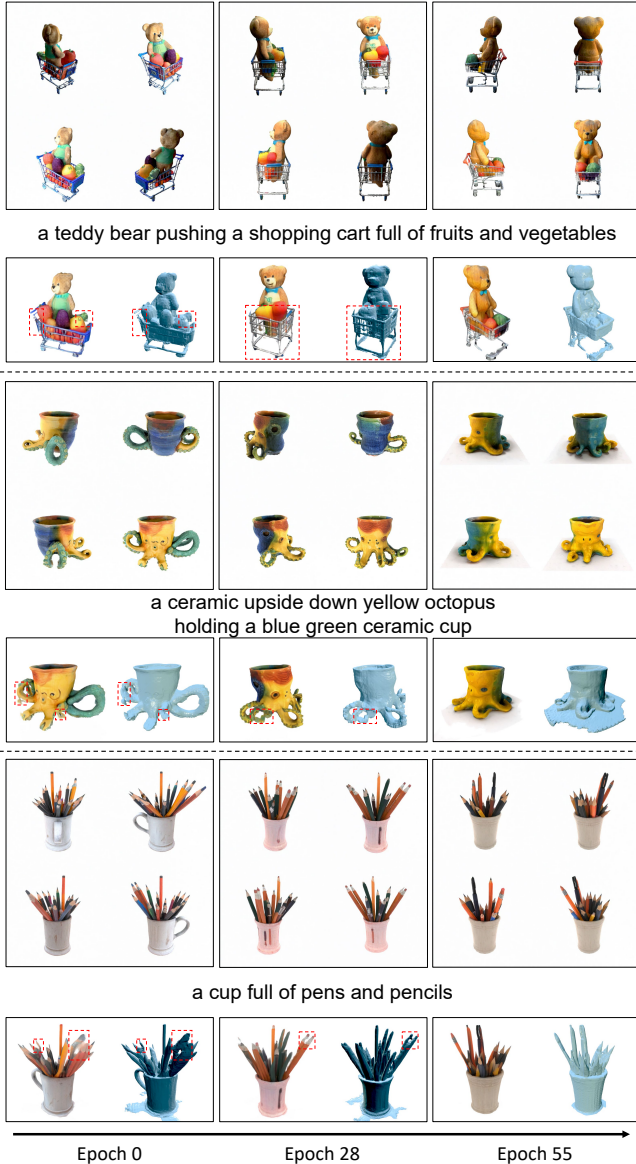 a teddy bear pushing a shopping cart full of fruits and vegetables
a ceramic upside down yellow octopus
holding a blue green ceramic cup
a cup full of pens and pencils
Epoch 0
Epoch 28
Epoch 55